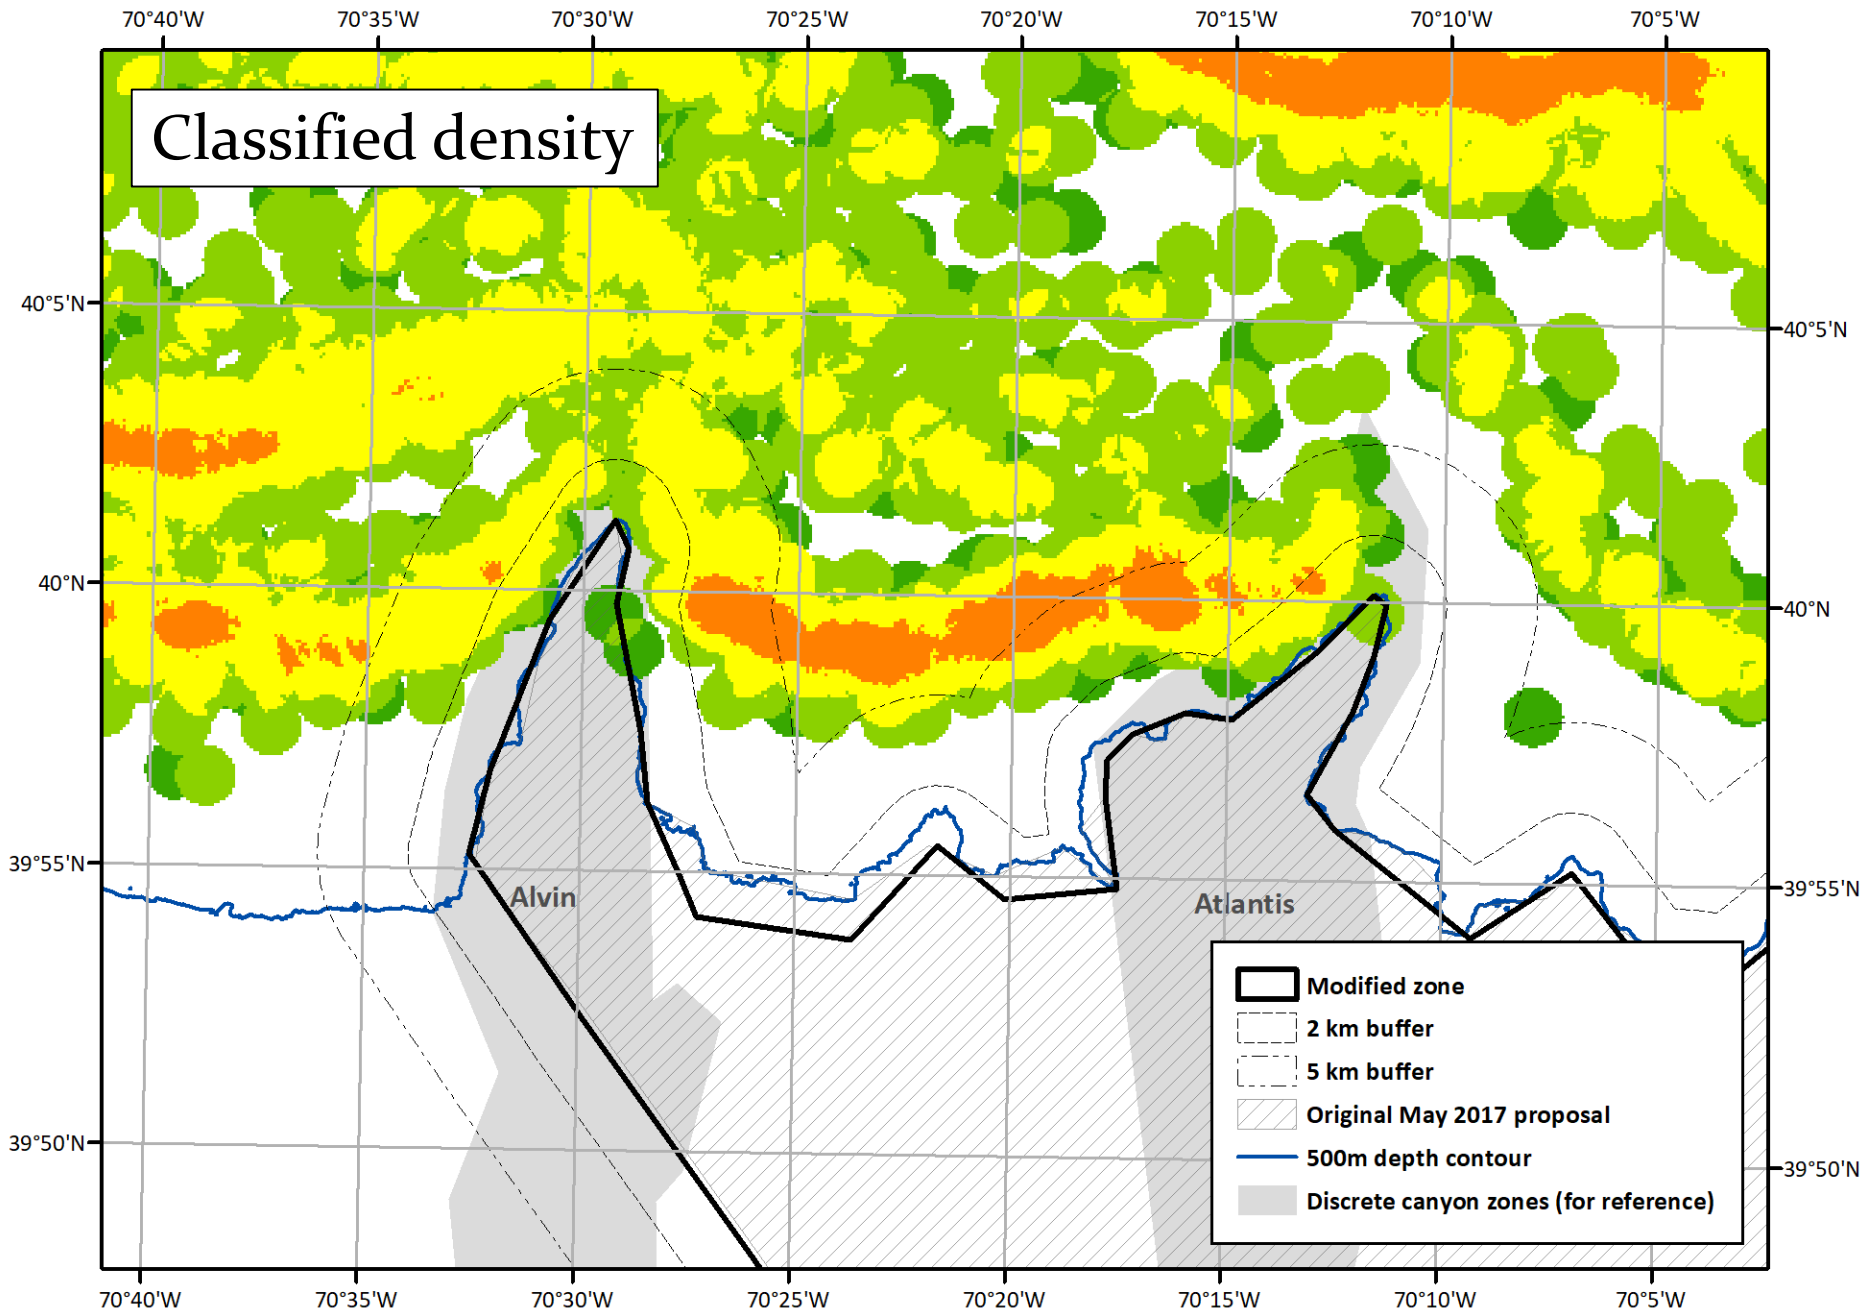 70°40'W 70°35'W 70°30'W 70°25'W 70°20'W 70°15'W 70°10'W 70°5'W
Classified density
40°5'N
40°5'N
40°N
40°N
39°55'N
39°55'N
Alvin
Atlantis
Modified zone
2 km buffer
5 km buffer
Original May 2017 proposal
500m depth contour
Discrete canyon zones (for reference)
39°50'N
39°50'N
70°40'W 70°35'W 70°30'W 70°25'W 70°20'W 70°15'W 70°10'W 70°5'W